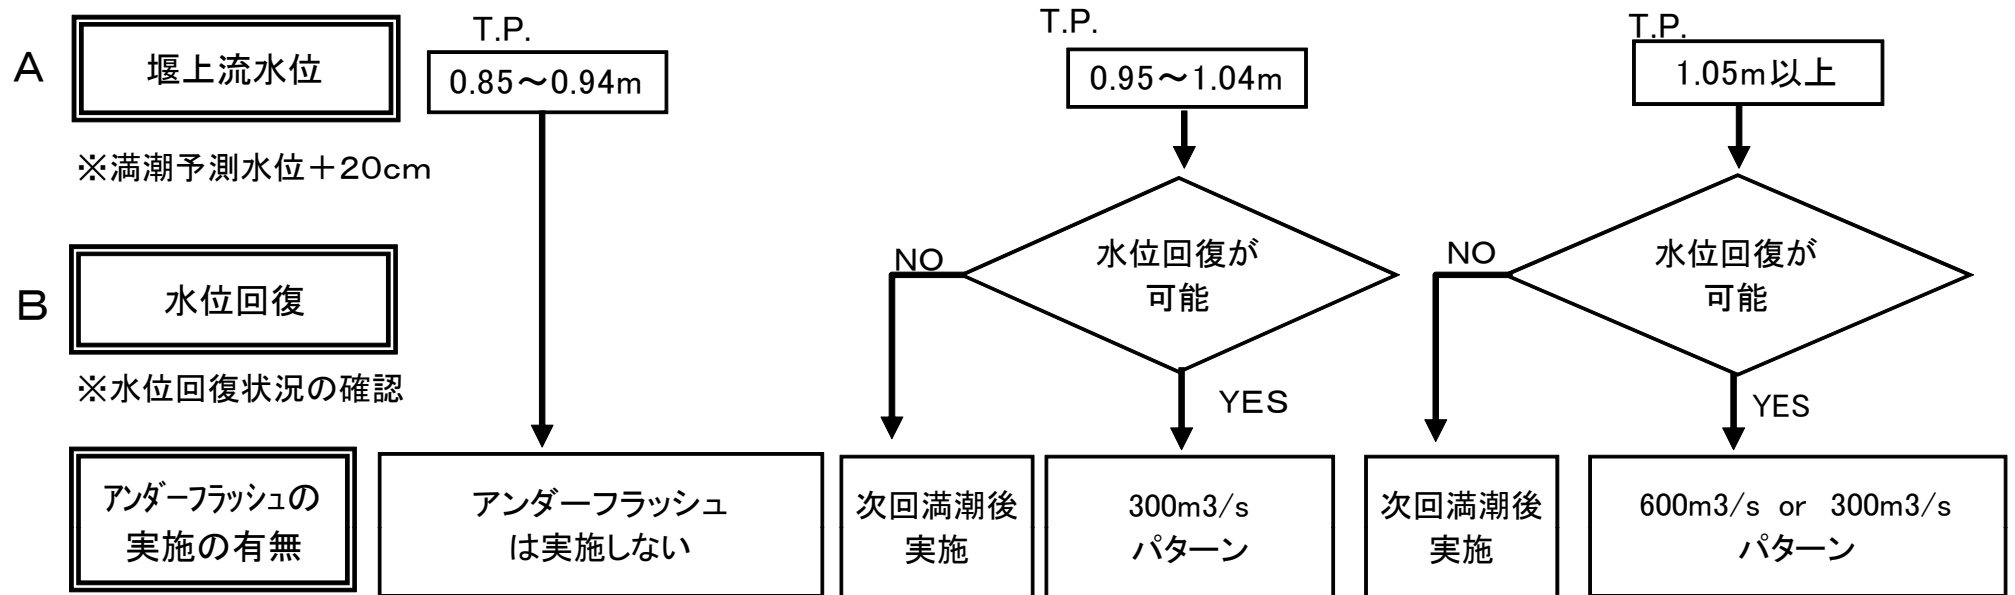 A
堰上流水位
T.P.
0.85～0.94m
T.P.
0.95～1.04m
T.P.
1.05m以上
※満潮予測水位＋20cm
B
水位回復
※水位回復状況の確認
NO
水位回復が
可能
YES
NO
水位回復が
可能
YES
アンダーフラッシュの
実施の有無
アンダーフラッシュ
は実施しない
次回満潮後
実施
300m3/s
パターン
次回満潮後
実施
600m3/s or 300m3/s
パターン